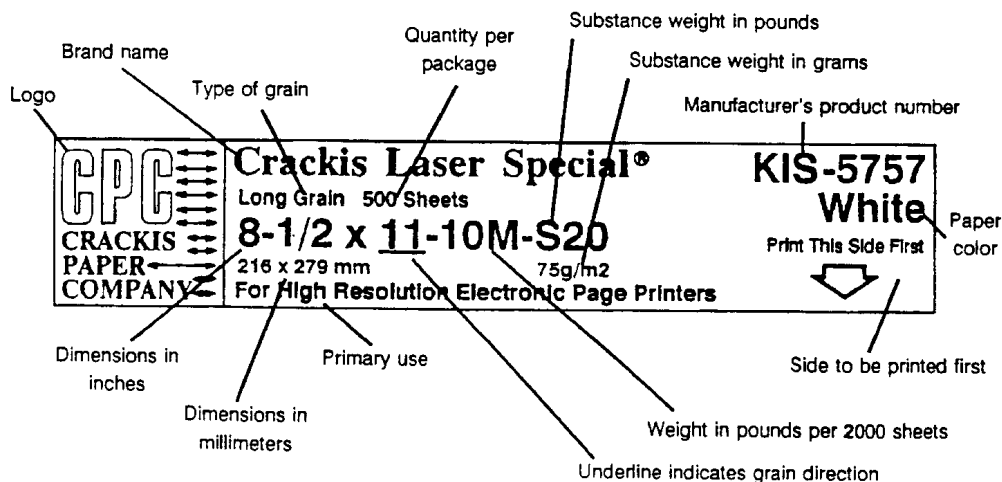 Substance weight in pounds
Quantity per
package
Brand name
Substance weight in grams
Type of grain
Logo
Manufacturer's product number
CPC
CRACKIS
PAPER
COMPANY
Crackis Laser Special®
Long Grain 500 Sheets
8-1/2 x 11-10M-S20
216 x 279 mm 75g/m2
For High Resolution Electronic Page Printers
KIS-5757
White
Print This Side First
Paper
color
Dimensions in
inches
Primary use
Side to be printed first
Dimensions in
millimeters
Weight in pounds per 2000 sheets
Underline indicates grain direction